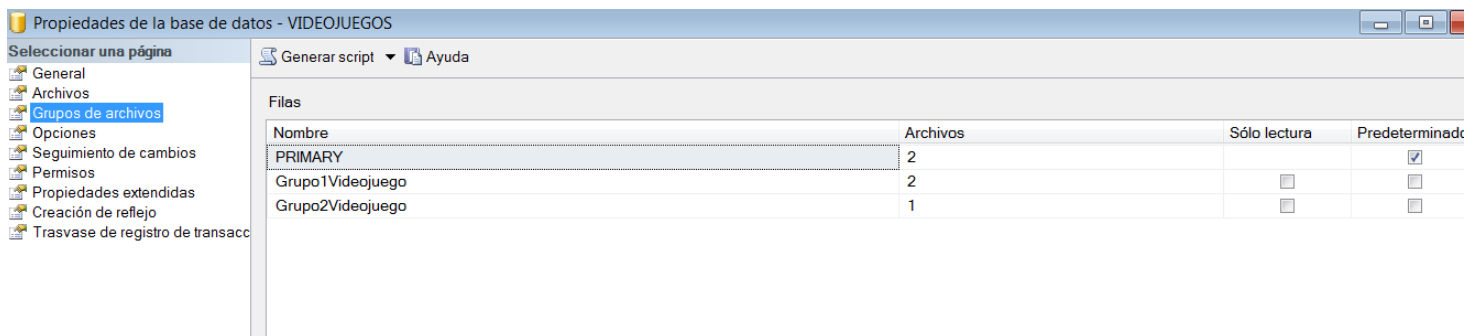 Propiedades de la base de datos - VIDEOJUEGOS
Seleccionar una página
General
Archivos
Grupos de archivos
Opciones
Seguimiento de cambios
Permisos
Propiedades extendidas
Creación de reflejo
Trasvase de registro de transacc
Generar script Ayuda
Filas
Nombre Archivos Sólo lectura Predeterminado
PRIMARY 2
Grupo1Videojuego 2
Grupo2Videojuego 1